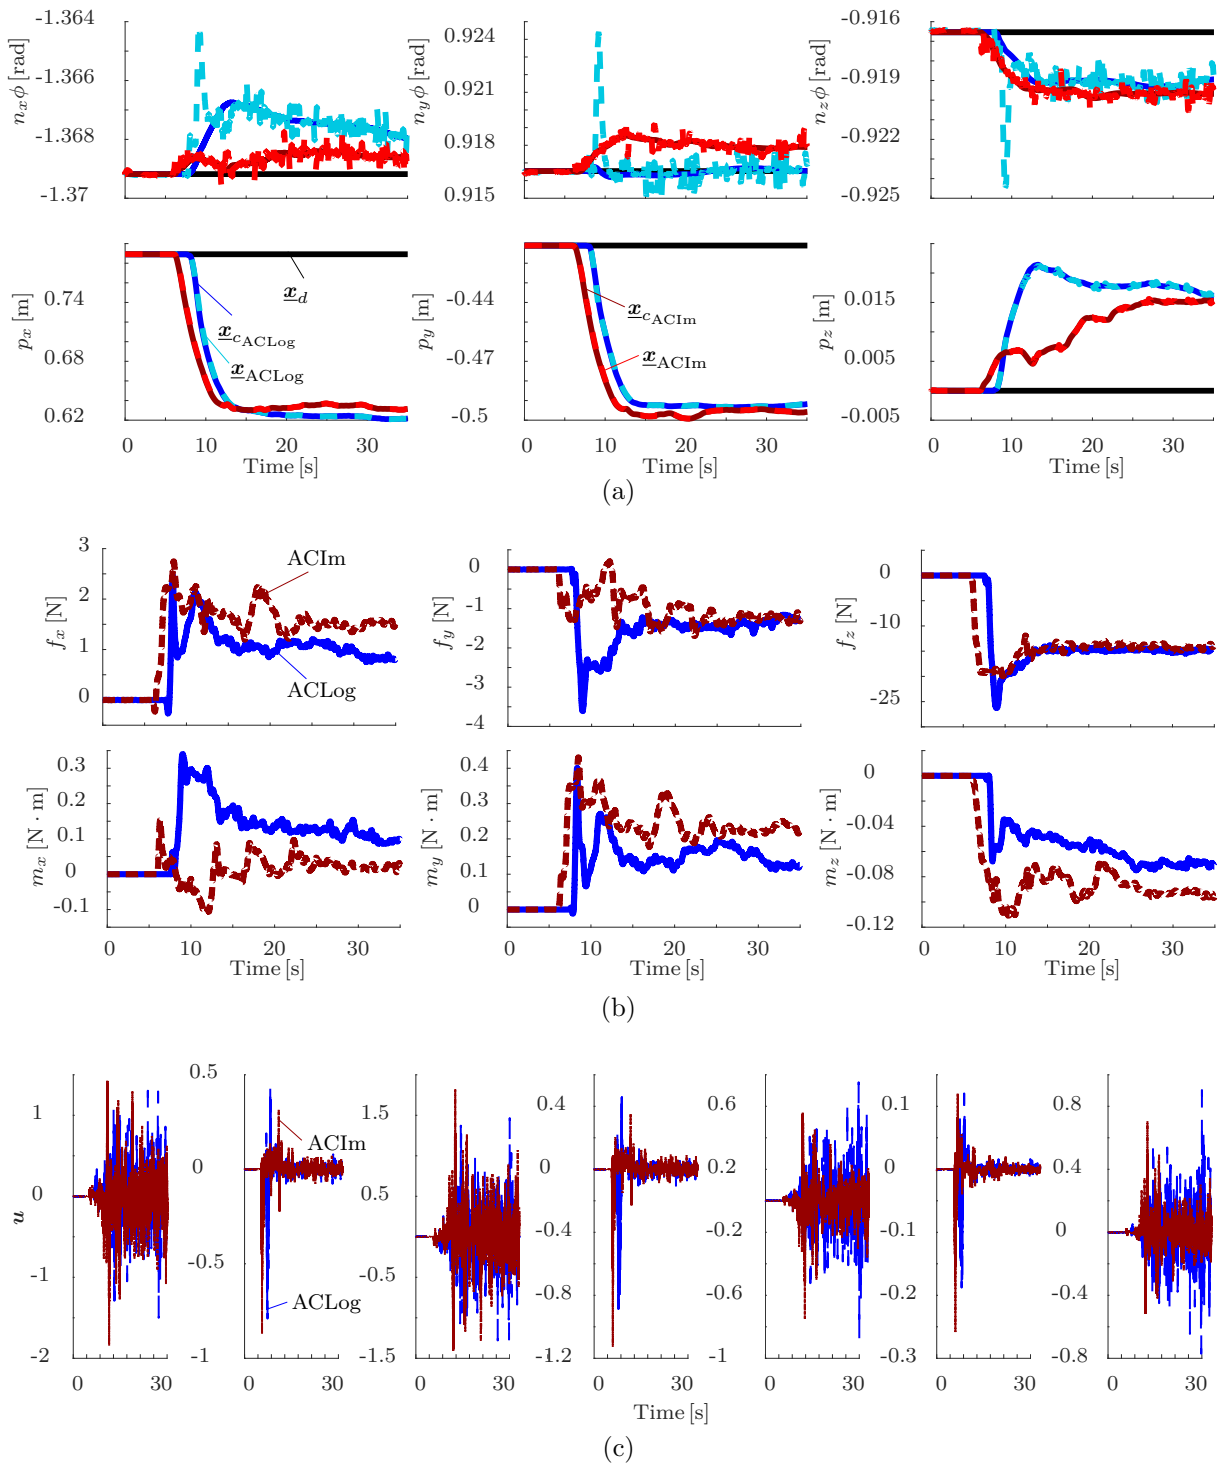 -1.364
-1.366
-1.368
-1.37
n_xϕ [rad]
0.924
0.921
0.918
0.915
n_yϕ [rad]
-0.916
-0.919
-0.922
-0.925
n_zϕ [rad]
0.74
0.68
0.62
p_x [m]
x_d
x_{c_ACLog}
x_ACLog
0 10 20 30
Time [s]
-0.44
-0.47
-0.5
p_y [m]
x_{c_ACIm}
x_ACIm
0 10 20 30
Time [s]
0.015
0.005
-0.005
p_z [m]
0 10 20 30
Time [s]
(a)
3
2
1
0
f_x [N]
ACIm
ACLog
0
-1
-2
-3
-4
f_y [N]
0
-10
-25
f_z [N]
0.3
0.2
0.1
0
-0.1
m_x [N · m]
0 10 20 30
Time [s]
0.4
0.3
0.2
0.1
0
m_y [N · m]
0 10 20 30
Time [s]
0
-0.04
-0.08
-0.12
m_z [N · m]
0 10 20 30
Time [s]
(b)
u
1
0
-1
-2
0 30
0.5
0
-0.5
-1
ACIm
ACLog
0 30
1.5
0.5
-0.5
-1.5
0 30
0.4
0
-0.4
-0.8
-1.2
0 30
0.6
0.2
-0.2
-0.6
-1
0 30
0.1
0
-0.1
-0.2
-0.3
0 30
0.8
0.4
0
-0.4
-0.8
0 30
Time [s]
(c)